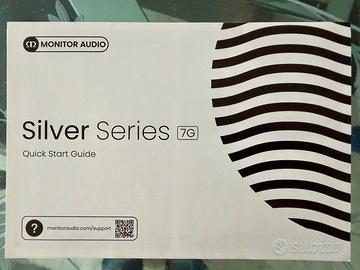 MONITOR AUDIO
Silver Series 7G
Quick Start Guide
? monitoraudio.com/support
subito